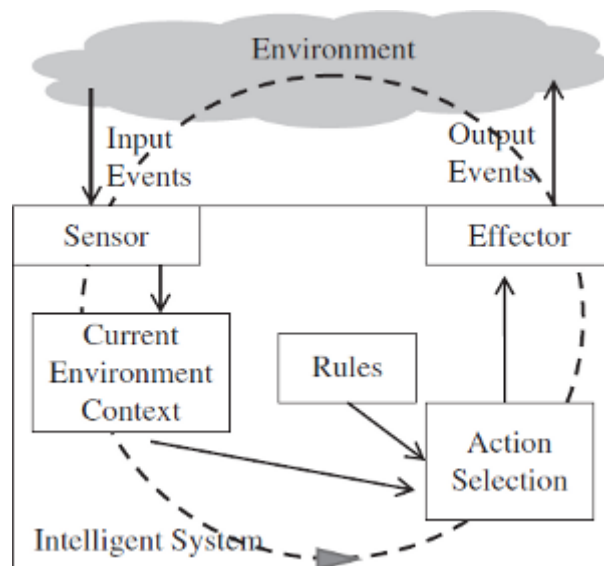 Environment
Input
Events
Output
Events
Sensor
Effector
Current
Environment
Context
Rules
Action
Selection
Intelligent System